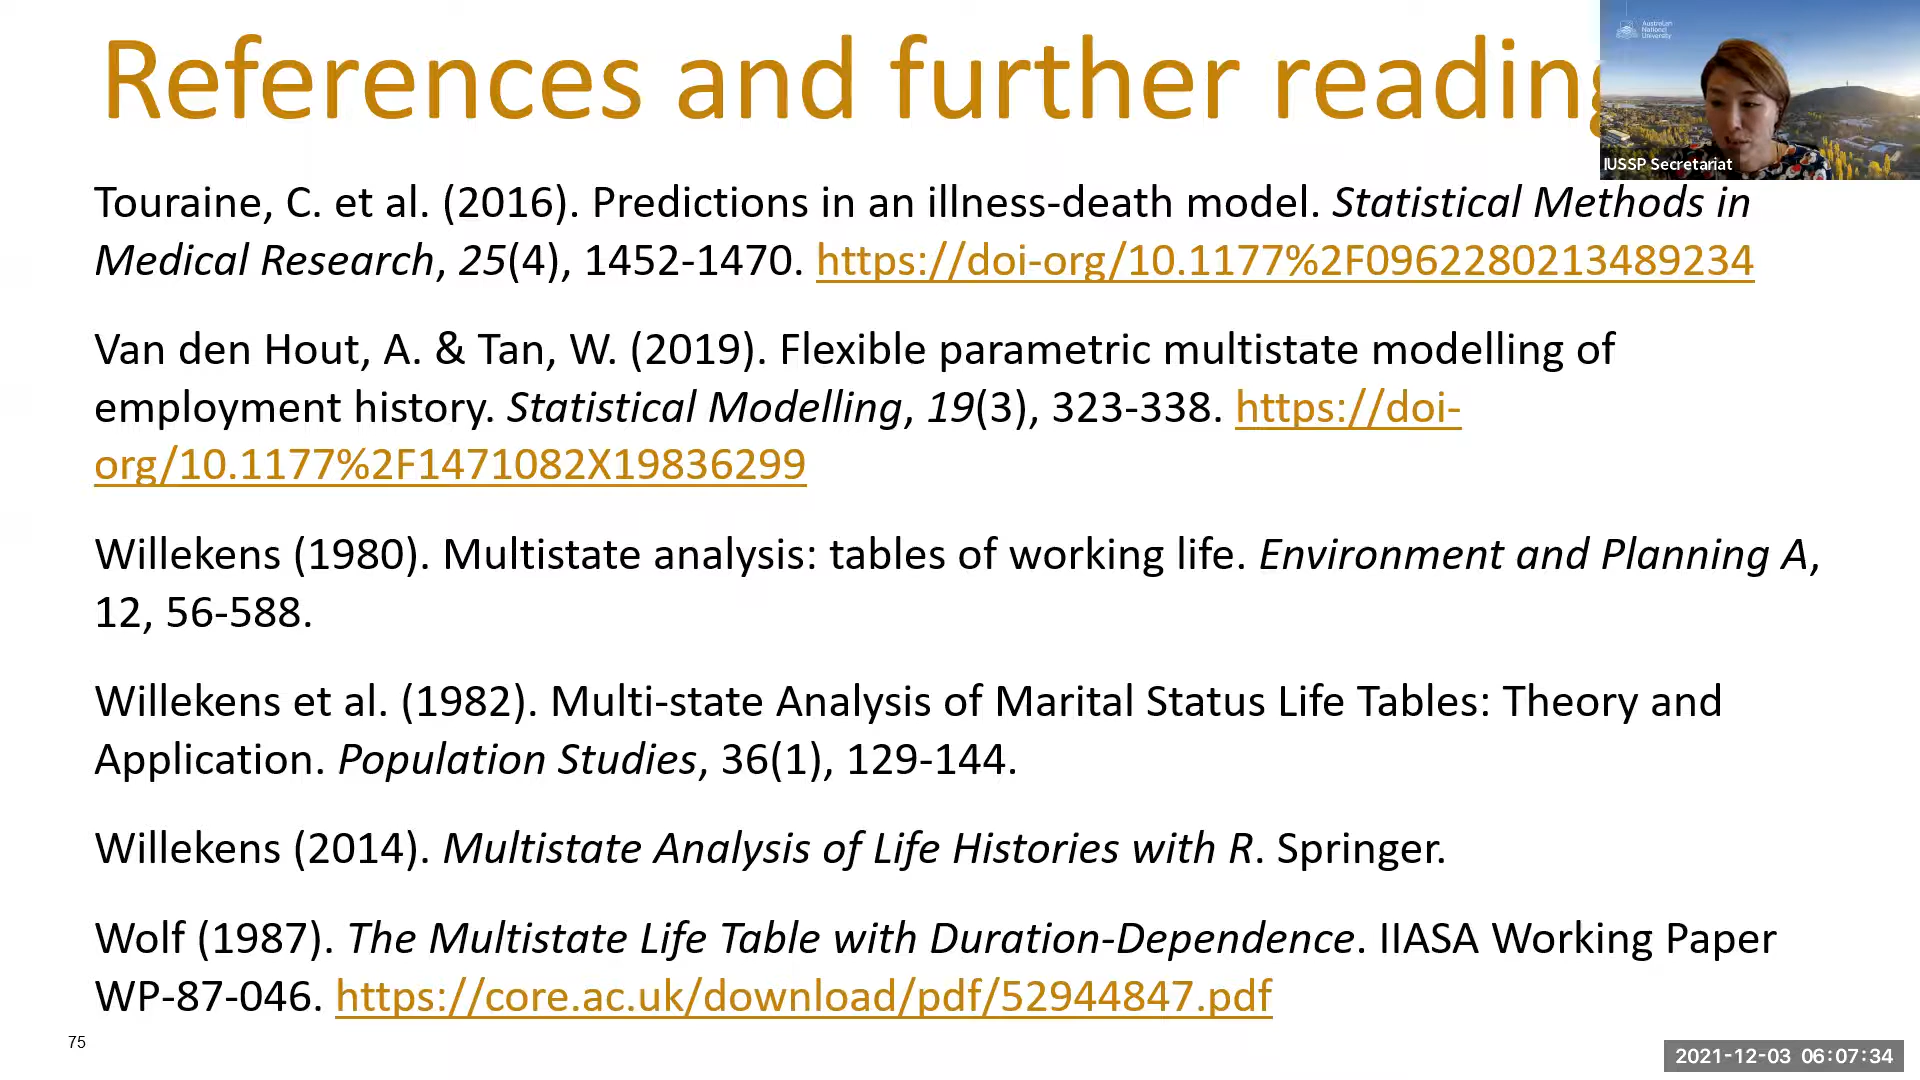 References and further reading
Australian
National
University
IUSSP Secretariat
Touraine, C. et al. (2016). Predictions in an illness-death model. Statistical Methods in
Medical Research, 25(4), 1452-1470. https://doi-org/10.1177%2F0962280213489234
Van den Hout, A. & Tan, W. (2019). Flexible parametric multistate modelling of
employment history. Statistical Modelling, 19(3), 323-338. https://doi-
org/10.1177%2F1471082X19836299
Willekens (1980). Multistate analysis: tables of working life. Environment and Planning A,
12, 56-588.
Willekens et al. (1982). Multi-state Analysis of Marital Status Life Tables: Theory and
Application. Population Studies, 36(1), 129-144.
Willekens (2014). Multistate Analysis of Life Histories with R. Springer.
Wolf (1987). The Multistate Life Table with Duration-Dependence. IIASA Working Paper
WP-87-046. https://core.ac.uk/download/pdf/52944847.pdf
75
2021-12-03 06:07:34